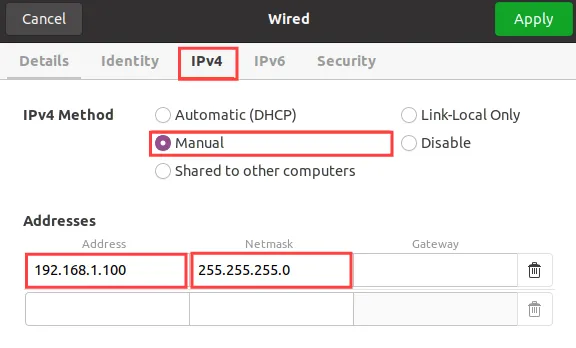 Cancel Wired Apply
Details Identity IPv4 IPv6 Security
IPv4 Method Automatic (DHCP) Link-Local Only
Manual Disable
Shared to other computers
Addresses
Address Netmask Gateway
192.168.1.100 255.255.255.0